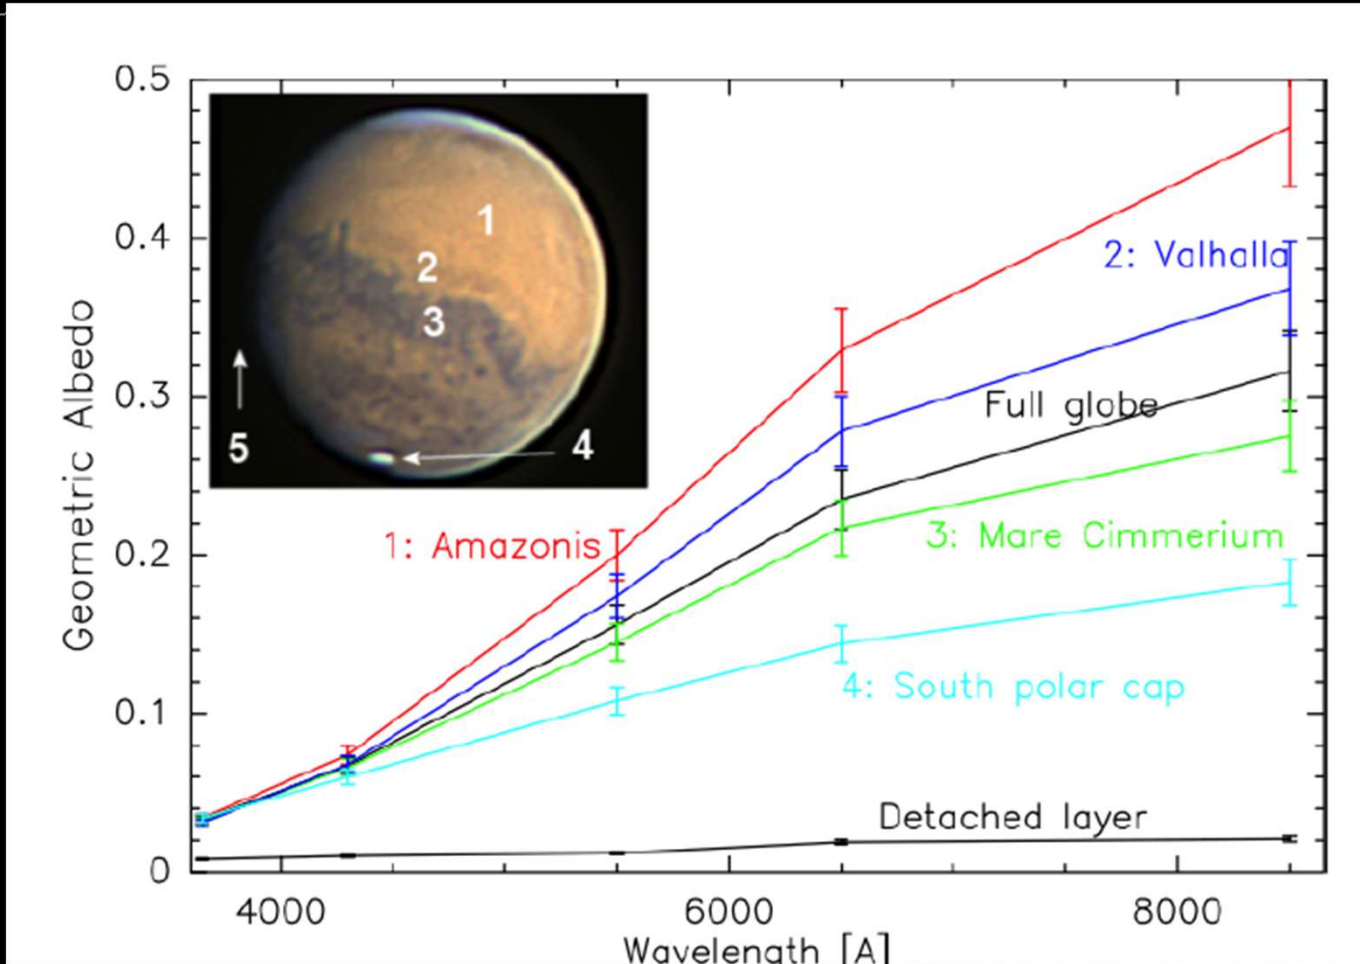 0.5
0.4
0.3
0.2
0.1
0
Geometric Albedo
1
2
3
4
5
2: Valhalla
Full globe
1: Amazonis
3: Mare Cimmerium
4: South polar cap
Detached layer
4000 6000 8000
Wavelength [A]